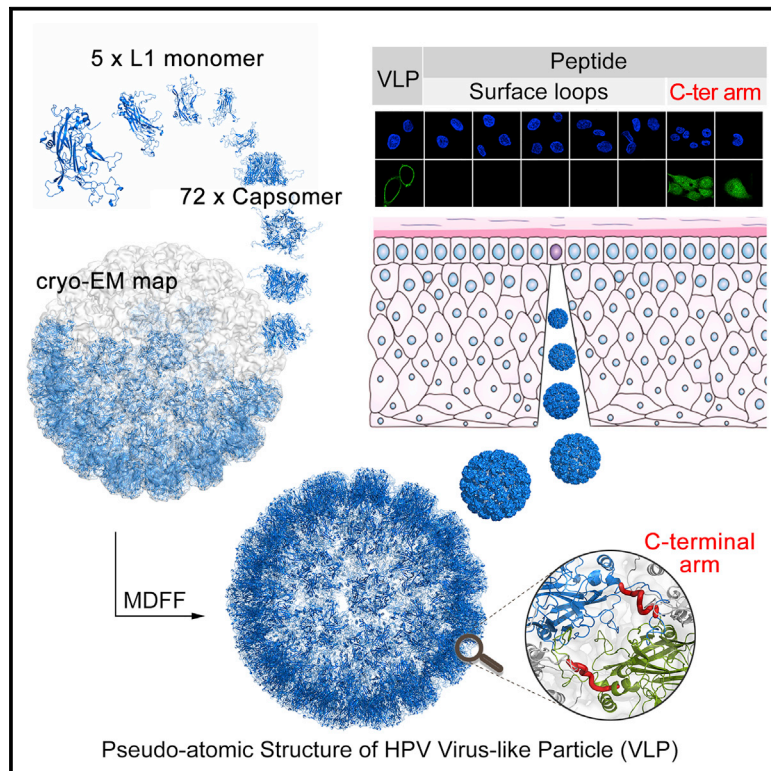 5 x L1 monomer
72 x Capsomer
cryo-EM map
MDFF
VLP
Peptide
Surface loops
C-ter arm
C-terminal
arm
Pseudo-atomic Structure of HPV Virus-like Particle (VLP)